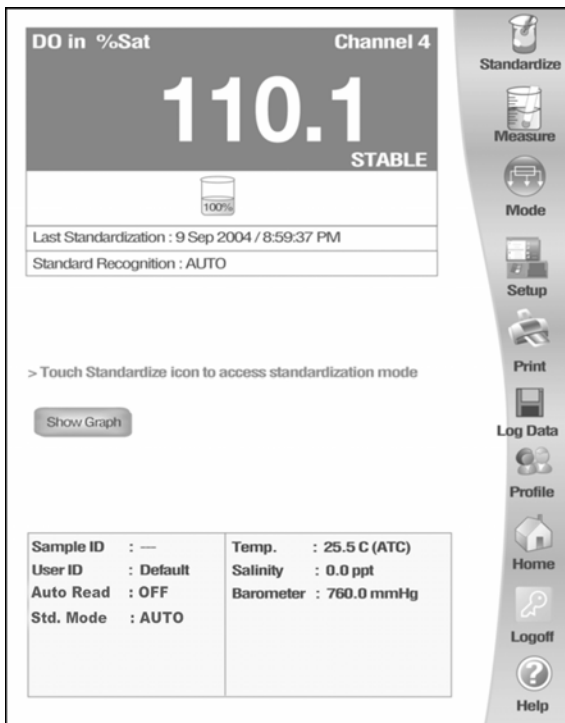 DO in %Sat Channel 4
110.1
STABLE
100%
Last Standardization : 9 Sep 2004 / 8:59:37 PM
Standard Recognition : AUTO
> Touch Standardize icon to access standardization mode
Show Graph
Sample ID : ---
User ID : Default
Auto Read : OFF
Std. Mode : AUTO
Temp. : 25.5 C (ATC)
Salinity : 0.0 ppt
Barometer : 760.0 mmHg
Standardize
Measure
Mode
Setup
Print
Log Data
Profile
Home
Logoff
?
Help